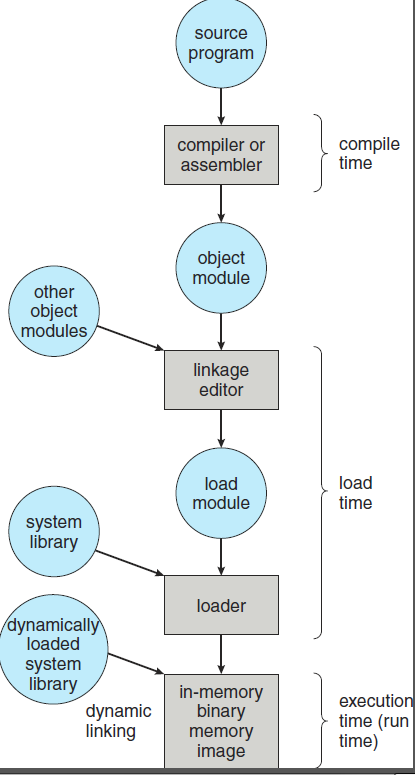 source
program
compiler or
assembler
compile
time
object
module
other
object
modules
linkage
editor
load
module
load
time
system
library
loader
dynamically
loaded
system
library
dynamic
linking
in-memory
binary
memory
image
execution
time (run
time)